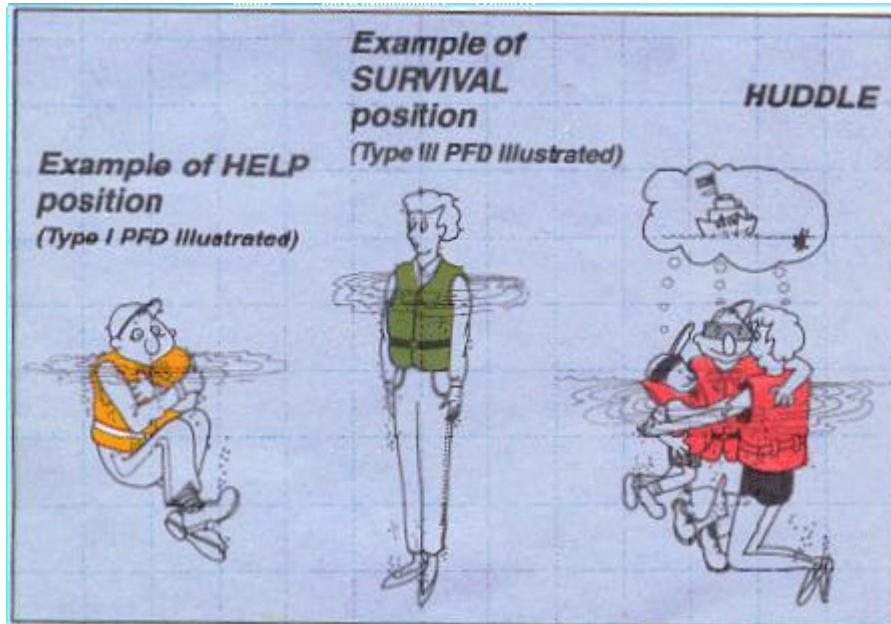 Example of HELP
position
(Type I PFD Illustrated)
Example of
SURVIVAL
position
(Type III PFD Illustrated)
HUDDLE